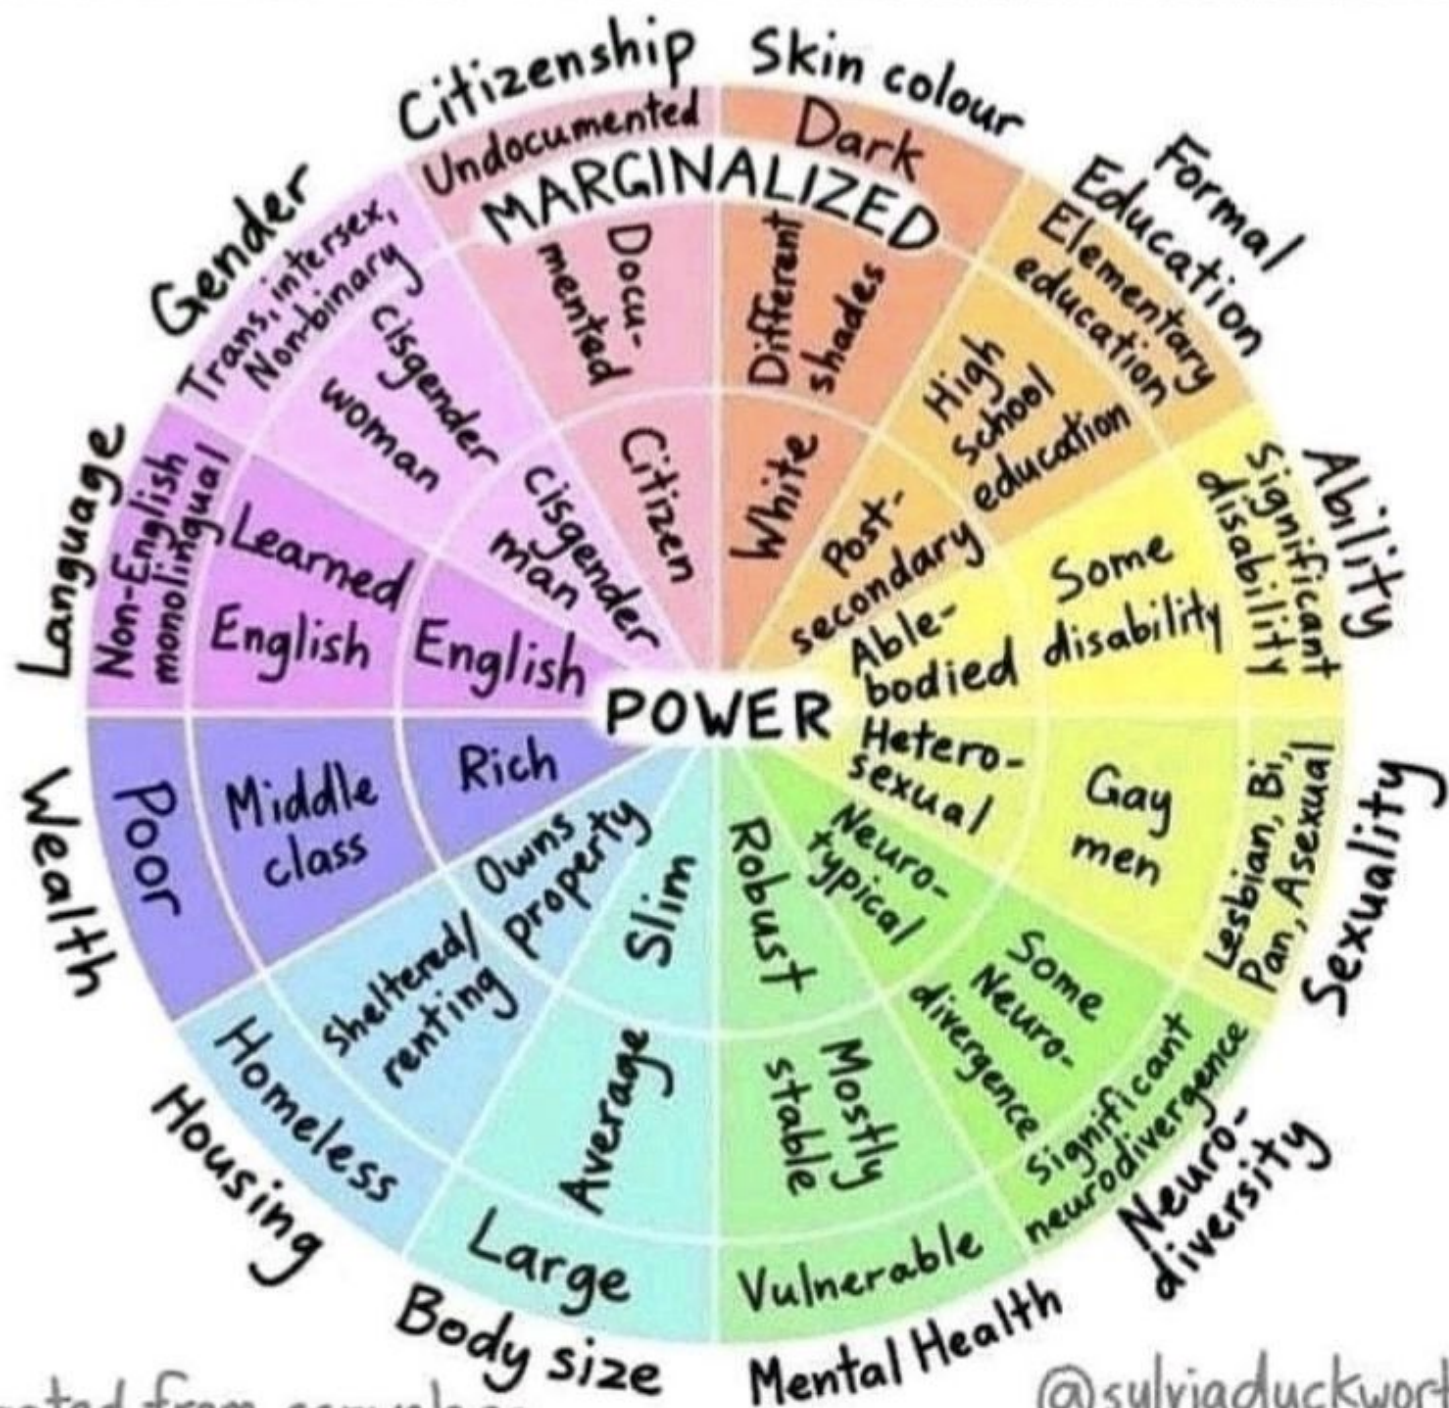 Citizenship
Undocumented
Docu-
mented
Citizen
Skin colour
Dark
Different
shades
White
Formal
Education
Elementary
education
High
School
education
Post-
secondary
Ability
Significant
disability
Some
disability
Able-
bodied
Sexuality
Lesbian, Bi,
Pan, Asexual
Gay
men
Hetero-
sexual
Neuro-
diversity
Significant
neurodivergence
Some
Neuro-
divergence
Neuro-
typical
Mental Health
Vulnerable
Mostly
stable
Robust
Body size
Large
Average
Slim
Housing
Homeless
Sheltered/
renting
Owns
property
Wealth
Poor
Middle
class
Rich
Language
Non-English
monolingual
Learned
English
English
Gender
Trans, intersex,
Non-binary
cisgender
woman
cisgender
man
MARGINALIZED
POWER
from
@sylviaduckwort